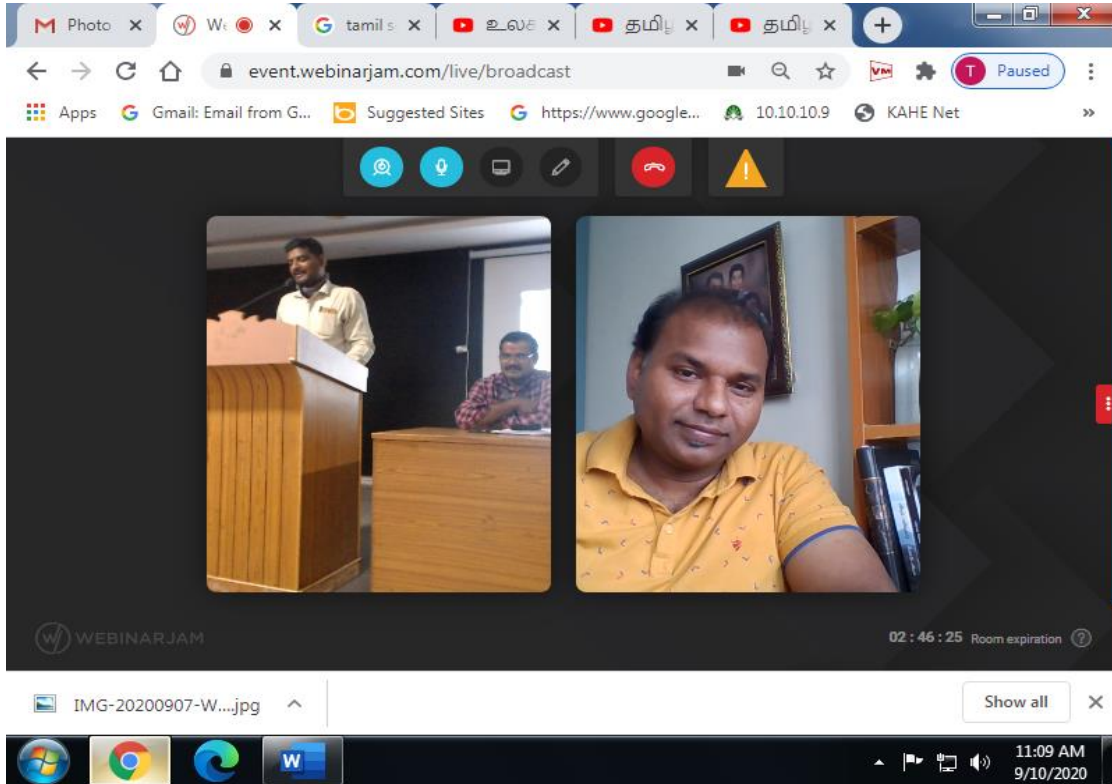 Photo
We
tamil s
உலக
தமிழ
தமிழ
event.webinarjam.com/live/broadcast
VM
T Paused
Apps
Gmail: Email from G...
Suggested Sites
https://www.google...
10.10.10.9
KAHE Net
»
WEBINARJAM
02:46:25 Room expiration ?
IMG-20200907-W....jpg
Show all
W
11:09 AM
9/10/2020